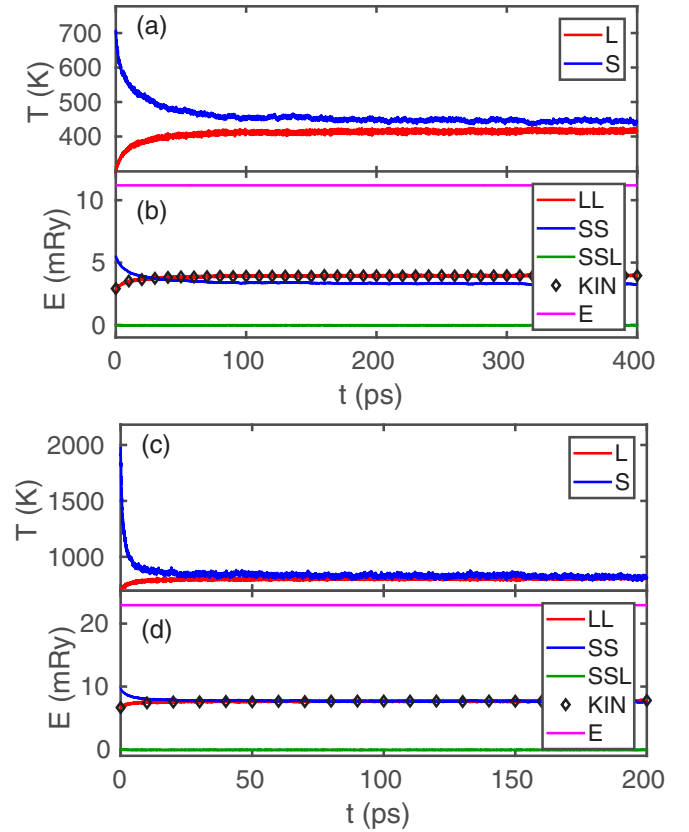 (a)
L
S
700
600
500
400
T (K)
(b)
LL
SS
SSL
KIN
E
10
5
0
E (mRy)
0 100 200 300 400
t (ps)
(c)
L
S
2000
1500
1000
T (K)
(d)
LL
SS
SSL
KIN
E
20
10
0
E (mRy)
0 50 100 150 200
t (ps)